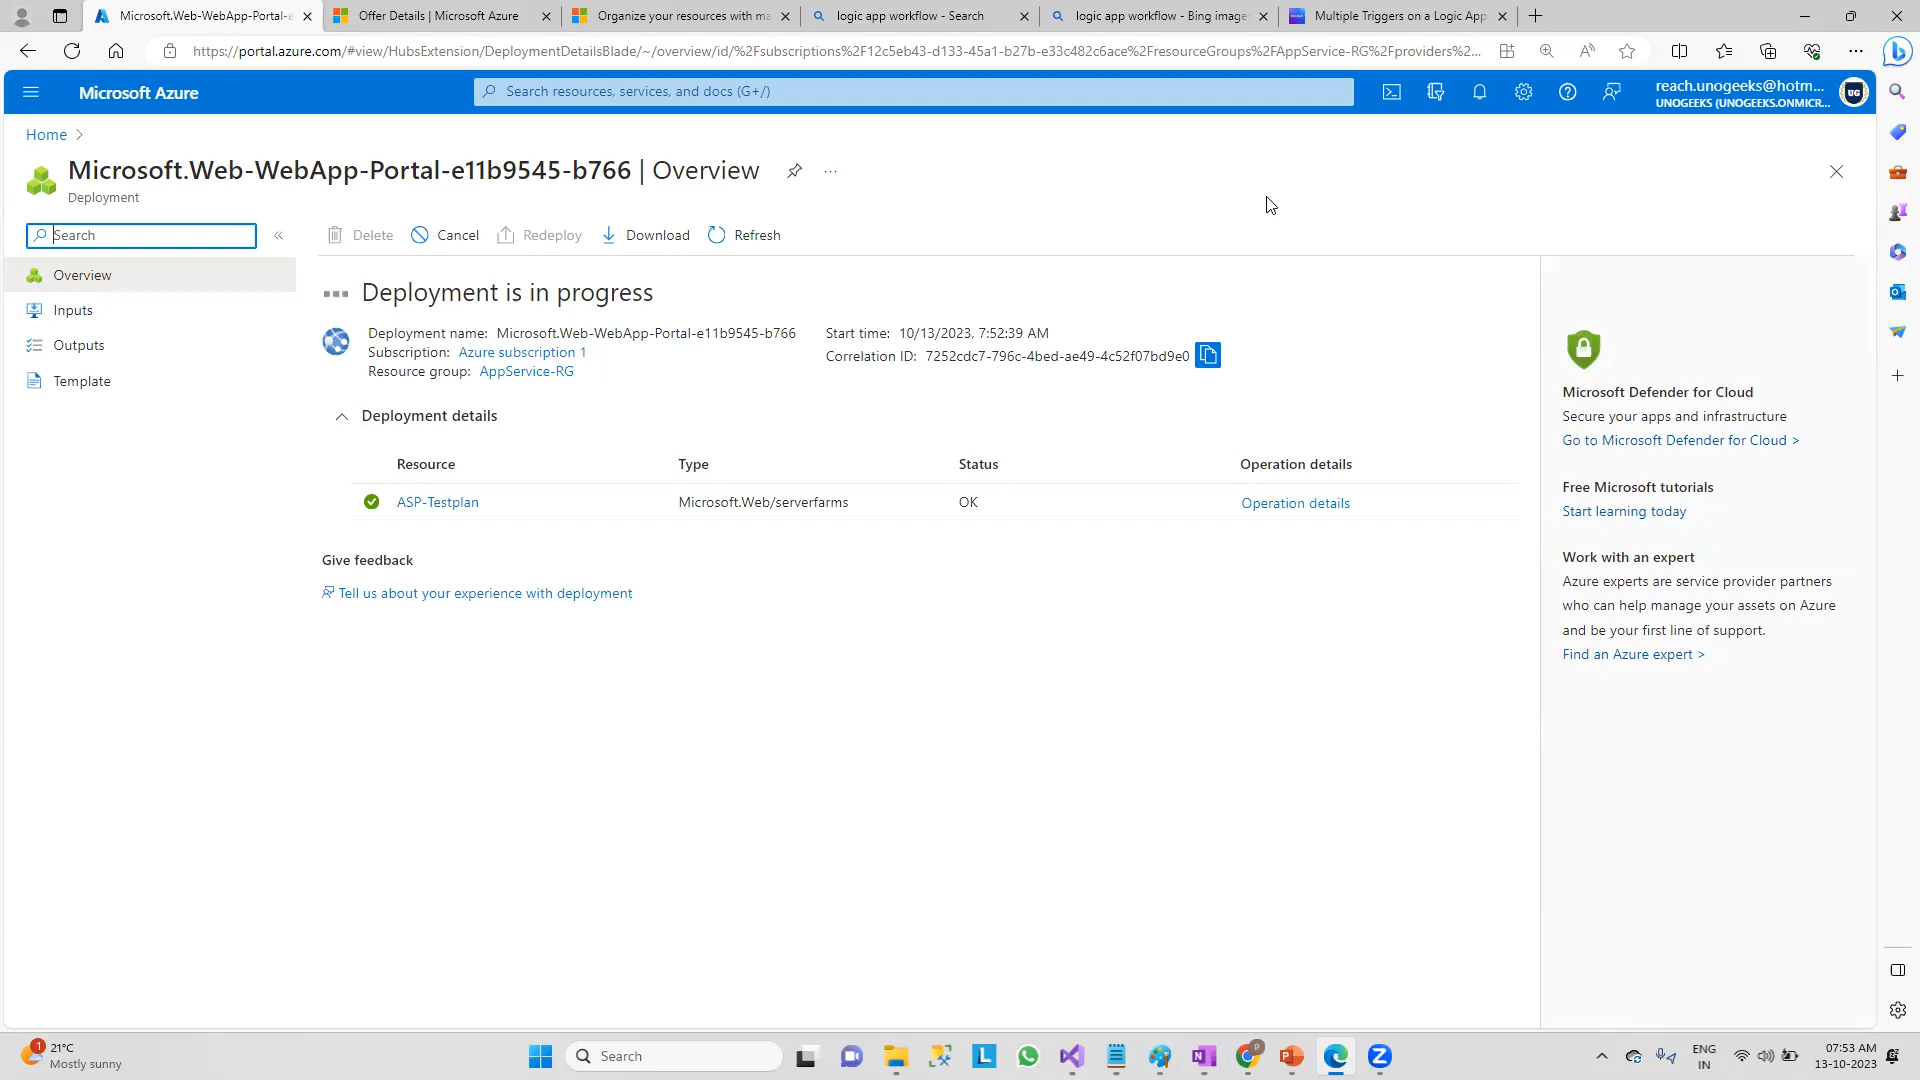 Microsoft.Web-WebApp-Portal-e
Offer Details | Microsoft Azure
Organize your resources with ma
logic app workflow - Search
logic app workflow - Bing image
Multiple Triggers on a Logic App
https://portal.azure.com/#view/HubsExtension/DeploymentDetailsBlade/~/overview/id/%2Fsubscriptions%2F12c5eb43-d133-45a1-b27b-e33c482c6ace%2FresourceGroups%2FAppService-RG%2Fproviders%2...
Microsoft Azure
Search resources, services, and docs (G+/)
reach.unogeeks@hotm...
UNOGEEKS (UNOGEEKS.ONMICR...
UG
Home
Microsoft.Web-WebApp-Portal-e11b9545-b766 | Overview
...
Deployment
Search
Delete
Cancel
Redeploy
Download
Refresh
Overview
Inputs
Outputs
Template
Deployment is in progress
Deployment name: Microsoft.Web-WebApp-Portal-e11b9545-b766
Subscription: Azure subscription 1
Resource group: AppService-RG
Start time: 10/13/2023, 7:52:39 AM
Correlation ID: 7252cdc7-796c-4bed-ae49-4c52f07bd9e0
Deployment details
Resource Type Status Operation details
ASP-Testplan Microsoft.Web/serverfarms OK Operation details
Give feedback
Tell us about your experience with deployment
Microsoft Defender for Cloud
Secure your apps and infrastructure
Go to Microsoft Defender for Cloud >
Free Microsoft tutorials
Start learning today
Work with an expert
Azure experts are service provider partners
who can help manage your assets on Azure
and be your first line of support.
Find an Azure expert >
1
21°C
Mostly sunny
Search
L
ENG
IN
07:53 AM
13-10-2023